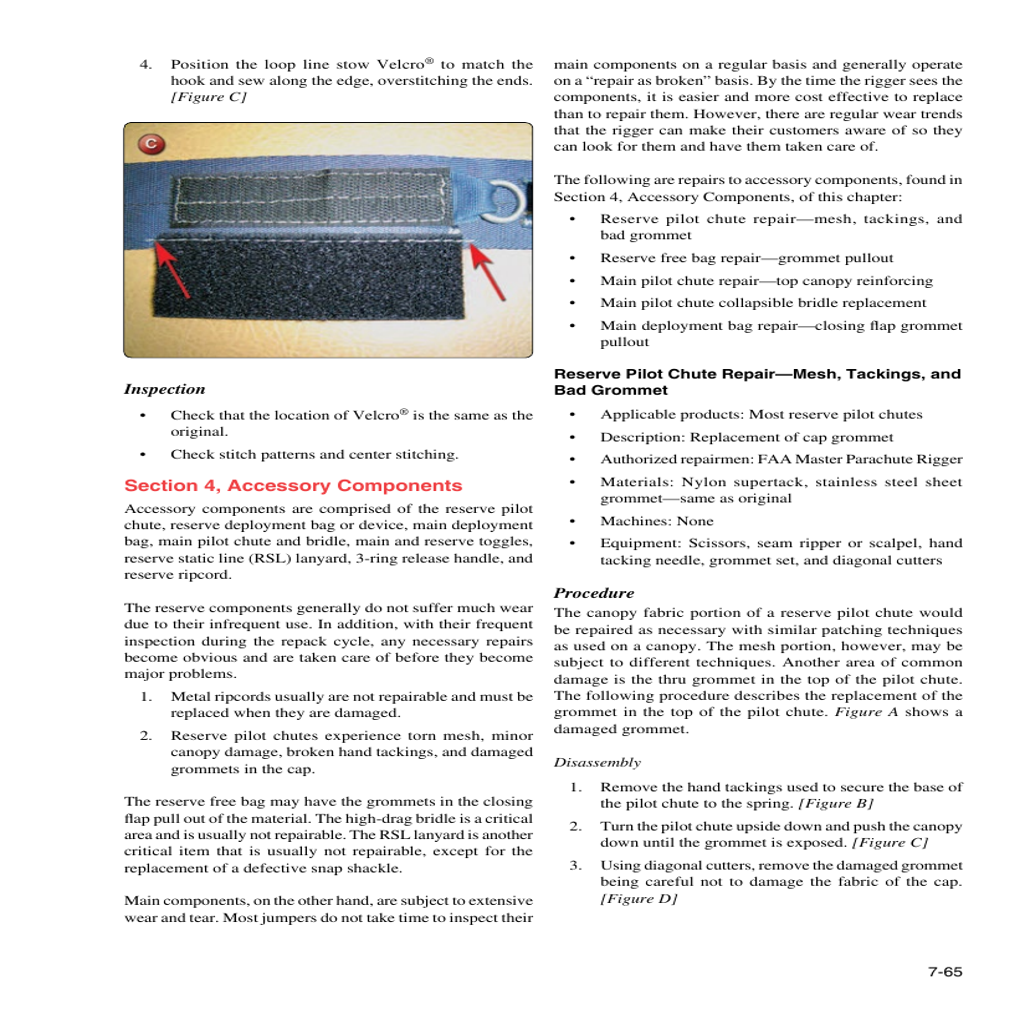 4. Position the loop line stow Velcro® to match the
hook and sew along the edge, overstitching the ends.
[Figure C]
C
Inspection
• Check that the location of Velcro® is the same as the
original.
• Check stitch patterns and center stitching.
Section 4, Accessory Components
Accessory components are comprised of the reserve pilot
chute, reserve deployment bag or device, main deployment
bag, main pilot chute and bridle, main and reserve toggles,
reserve static line (RSL) lanyard, 3-ring release handle, and
reserve ripcord.
The reserve components generally do not suffer much wear
due to their infrequent use. In addition, with their frequent
inspection during the repack cycle, any necessary repairs
become obvious and are taken care of before they become
major problems.
1. Metal ripcords usually are not repairable and must be
replaced when they are damaged.
2. Reserve pilot chutes experience torn mesh, minor
canopy damage, broken hand tackings, and damaged
grommets in the cap.
The reserve free bag may have the grommets in the closing
flap pull out of the material. The high-drag bridle is a critical
area and is usually not repairable. The RSL lanyard is another
critical item that is usually not repairable, except for the
replacement of a defective snap shackle.
Main components, on the other hand, are subject to extensive
wear and tear. Most jumpers do not take time to inspect their
main components on a regular basis and generally operate
on a “repair as broken” basis. By the time the rigger sees the
components, it is easier and more cost effective to replace
than to repair them. However, there are regular wear trends
that the rigger can make their customers aware of so they
can look for them and have them taken care of.
The following are repairs to accessory components, found in
Section 4, Accessory Components, of this chapter:
• Reserve pilot chute repair—mesh, tackings, and
bad grommet
• Reserve free bag repair—grommet pullout
• Main pilot chute repair—top canopy reinforcing
• Main pilot chute collapsible bridle replacement
• Main deployment bag repair—closing flap grommet
pullout
Reserve Pilot Chute Repair—Mesh, Tackings, and
Bad Grommet
• Applicable products: Most reserve pilot chutes
• Description: Replacement of cap grommet
• Authorized repairmen: FAA Master Parachute Rigger
• Materials: Nylon supertack, stainless steel sheet
grommet—same as original
• Machines: None
• Equipment: Scissors, seam ripper or scalpel, hand
tacking needle, grommet set, and diagonal cutters
Procedure
The canopy fabric portion of a reserve pilot chute would
be repaired as necessary with similar patching techniques
as used on a canopy. The mesh portion, however, may be
subject to different techniques. Another area of common
damage is the thru grommet in the top of the pilot chute.
The following procedure describes the replacement of the
grommet in the top of the pilot chute. Figure A shows a
damaged grommet.
Disassembly
1. Remove the hand tackings used to secure the base of
the pilot chute to the spring. [Figure B]
2. Turn the pilot chute upside down and push the canopy
down until the grommet is exposed. [Figure C]
3. Using diagonal cutters, remove the damaged grommet
being careful not to damage the fabric of the cap.
[Figure D]
7-65